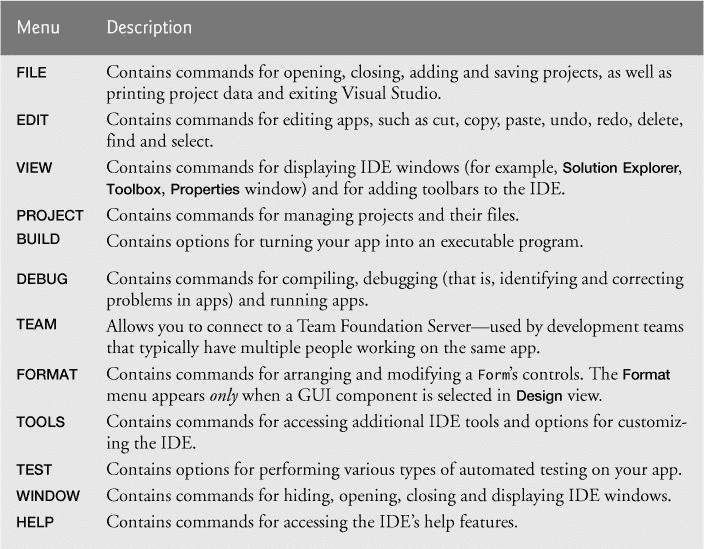 Menu Description
FILE Contains commands for opening, closing, adding and saving projects, as well as
printing project data and exiting Visual Studio.
EDIT Contains commands for editing apps, such as cut, copy, paste, undo, redo, delete,
find and select.
VIEW Contains commands for displaying IDE windows (for example, Solution Explorer,
Toolbox, Properties window) and for adding toolbars to the IDE.
PROJECT Contains commands for managing projects and their files.
BUILD Contains options for turning your app into an executable program.
DEBUG Contains commands for compiling, debugging (that is, identifying and correcting
problems in apps) and running apps.
TEAM Allows you to connect to a Team Foundation Server—used by development teams
that typically have multiple people working on the same app.
FORMAT Contains commands for arranging and modifying a Form's controls. The Format
menu appears only when a GUI component is selected in Design view.
TOOLS Contains commands for accessing additional IDE tools and options for customiz-
ing the IDE.
TEST Contains options for performing various types of automated testing on your app.
WINDOW Contains commands for hiding, opening, closing and displaying IDE windows.
HELP Contains commands for accessing the IDE's help features.